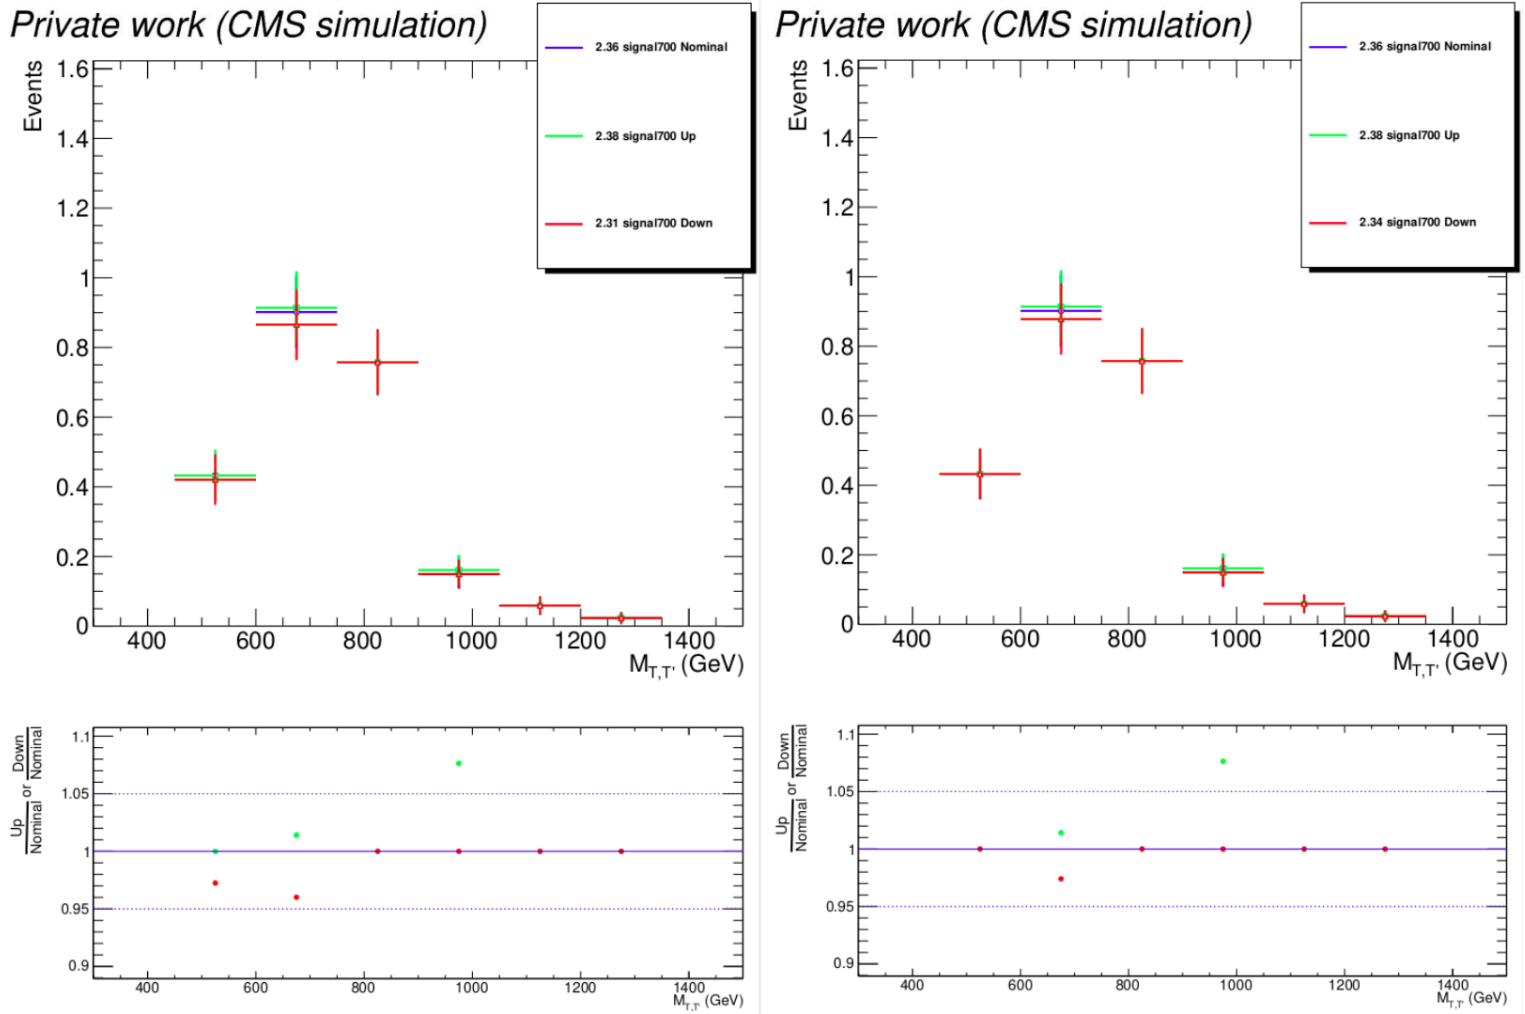 Private work (CMS simulation)
2.36 signal700 Nominal
2.38 signal700 Up
2.31 signal700 Down
Events
1.6
1.4
1.2
1
0.8
0.6
0.4
0.2
0
400 600 800 1000 1200 1400
M_T,T' (GeV)
Up/Nominal or Down/Nominal
1.1
1.05
1
0.95
0.9
400 600 800 1000 1200 1400
M_T,T' (GeV)
Private work (CMS simulation)
2.36 signal700 Nominal
2.38 signal700 Up
2.34 signal700 Down
Events
1.6
1.4
1.2
1
0.8
0.6
0.4
0.2
0
400 600 800 1000 1200 1400
M_T,T' (GeV)
Up/Nominal or Down/Nominal
1.1
1.05
1
0.95
0.9
400 600 800 1000 1200 1400
M_T,T' (GeV)